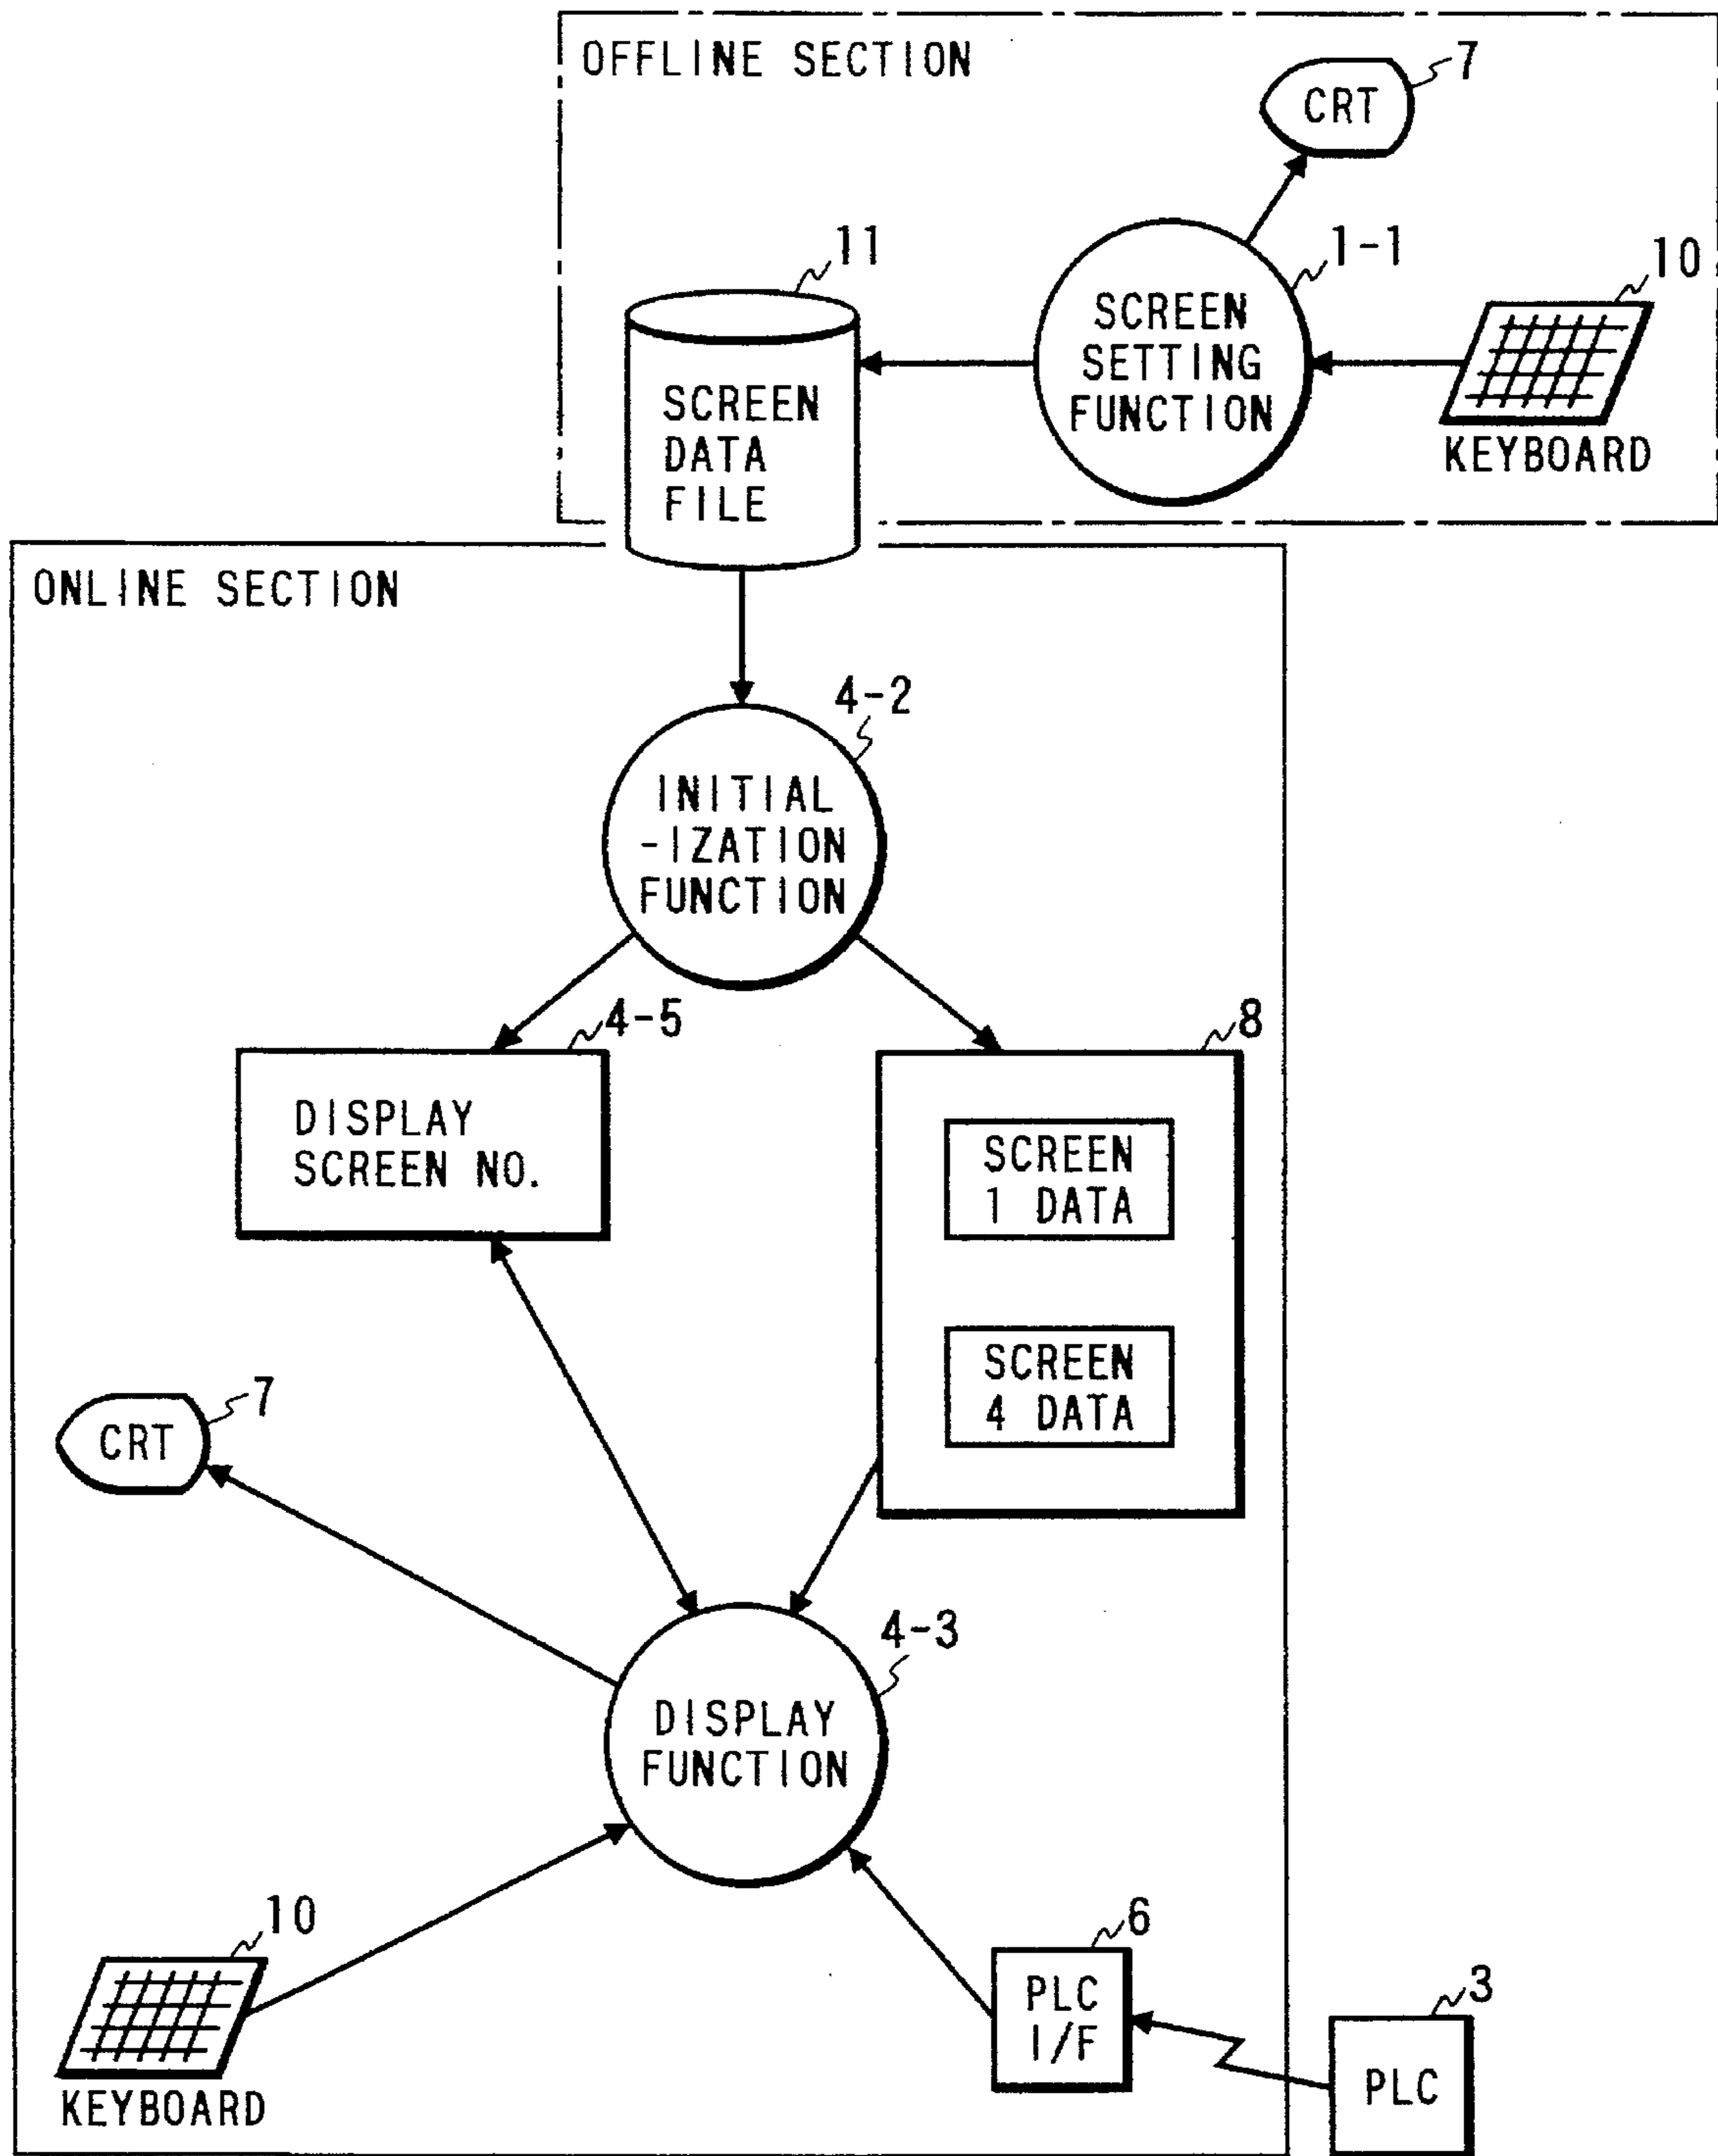 OFFLINE SECTION
7
CRT
11
1-1
10
SCREEN
SETTING
FUNCTION
SCREEN
DATA
FILE
KEYBOARD
ONLINE SECTION
4-2
INITIAL
-IZATION
FUNCTION
4-5
8
DISPLAY
SCREEN NO.
SCREEN
1 DATA
SCREEN
4 DATA
7
CRT
4-3
DISPLAY
FUNCTION
10
KEYBOARD
6
PLC
I/F
3
PLC